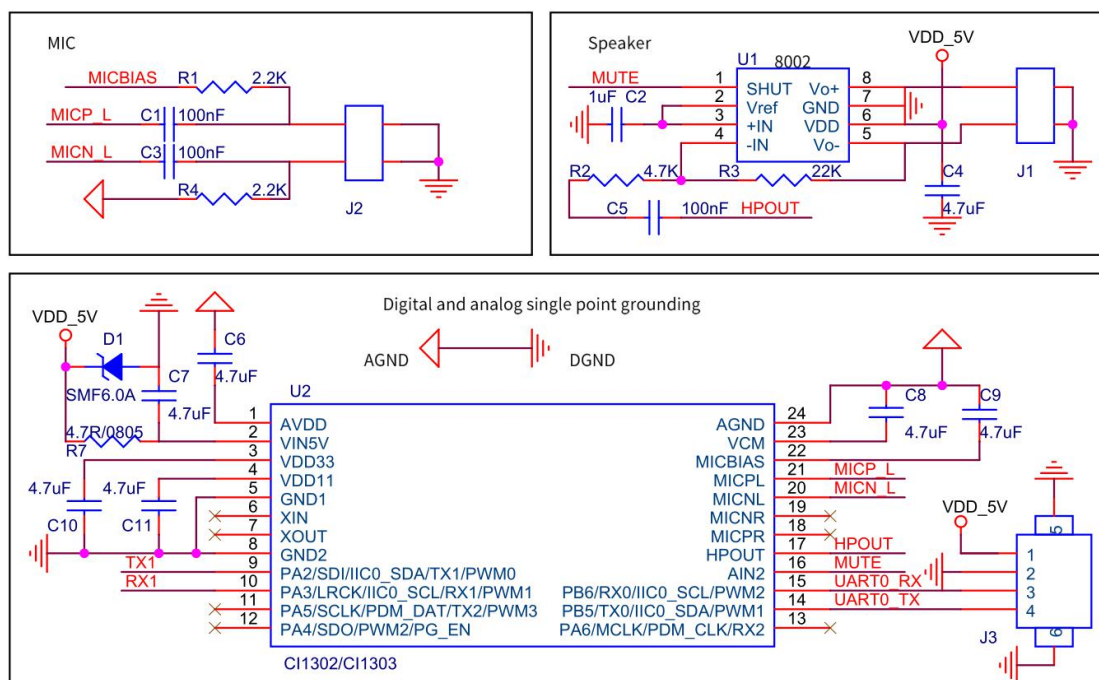 MIC
MICBIAS R1 2.2K
MICP_L C1 100nF
MICN_L C3 100nF
R4 2.2K
J2
Speaker
VDD_5V
U1 8002
MUTE 1 SHUT Vo+ 8
1uF C2 2 Vref GND 7
3 +IN VDD 6
4 -IN Vo- 5
R2 4.7K R3 22K C4 J1
C5 100nF HPOUT 4.7uF
Digital and analog single point grounding
VDD_5V
D1 C6 AGND DGND
SMF6.0A C7 4.7uF
4.7uF
4.7R/0805
R7
U2
C8 C9
4.7uF 4.7uF
1 AVDD AGND 24
2 VIN5V VCM 23
3 VDD33 MICBIAS 22
4 VDD11 MICPL 21 MICP_L
5 GND1 MICNL 20 MICN_L
6 XIN MICNR 19
7 XOUT MICPR 18
8 GND2 HPOUT 17 HPOUT
TX1 9 PA2/SDI/IIC0_SDA/TX1/PWM0 AIN2 16 MUTE
RX1 10 PA3/LRCK/IIC0_SCL/RX1/PWM1 PB6/RX0/IIC0_SCL/PWM2 15 UART0_RX
11 PA5/SCLK/PDM_DAT/TX2/PWM3 PB5/TX0/IIC0_SDA/PWM1 14 UART0_TX
12 PA4/SDO/PWM2/PG_EN PA6/MCLK/PDM_CLK/RX2 13
4.7uF 4.7uF
C10 C11
CI1302/CI1303
VDD_5V
5
1
2
3
4
6
J3